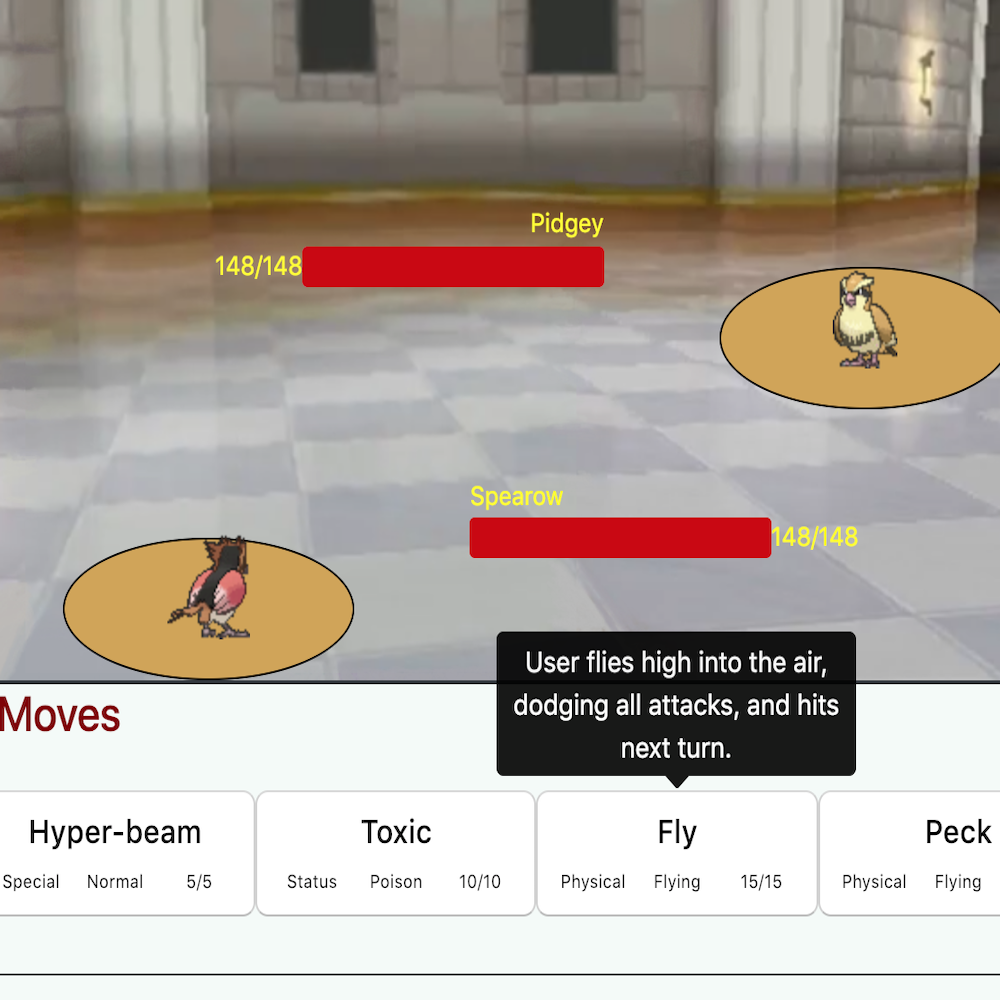 Pidgey
148/148
Spearow
148/148
User flies high into the air,
dodging all attacks, and hits
next turn.
Moves
Hyper-beam
Special Normal 5/5
Toxic
Status Poison 10/10
Fly
Physical Flying 15/15
Peck
Physical Flying